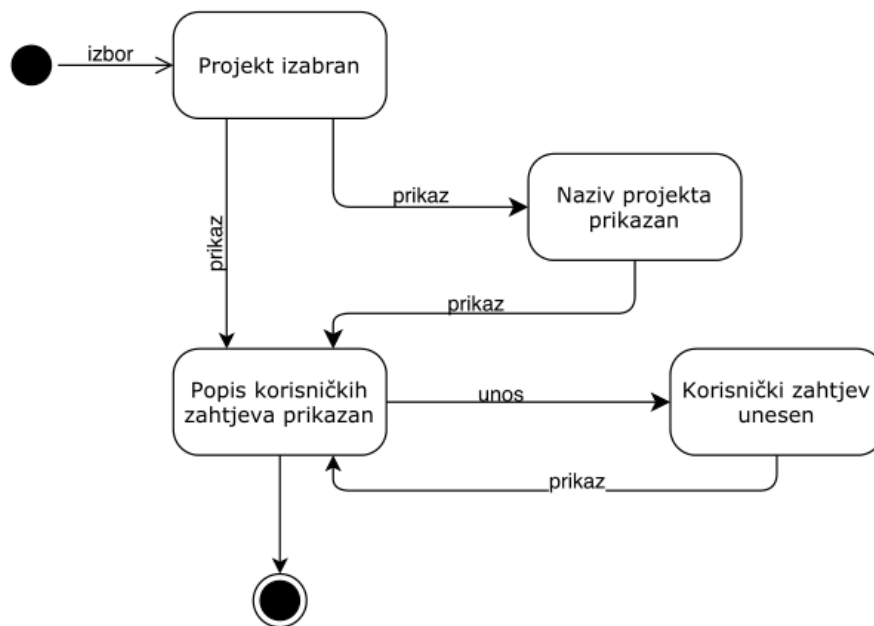 izbor
Projekt izabran
prikaz
Naziv projekta
prikazan
prikaz
prikaz
Popis korisničkih
zahtjeva prikazan
unos
Korisnički zahtjev
unesen
prikaz